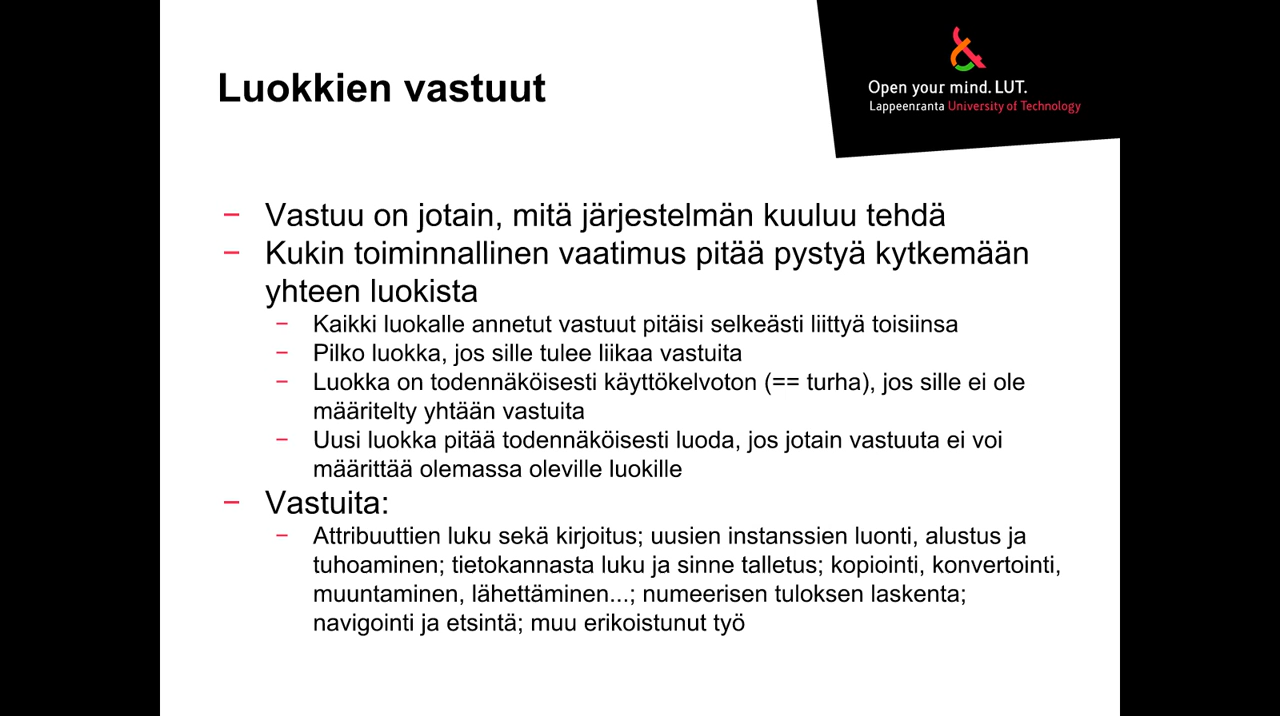 Luokkien vastuut
Open your mind. LUT.
Lappeenranta University of Technology
– Vastuu on jotain, mitä järjestelmän kuuluu tehdä
– Kukin toiminnallinen vaatimus pitää pystyä kytkemään
yhteen luokista
– Kaikki luokalle annetut vastuut pitäisi selkeästi liittyä toisiinsa
– Pilko luokka, jos sille tulee liikaa vastuita
– Luokka on todennäköisesti käyttökelvoton (== turha), jos sille ei ole
määritelty yhtään vastuita
– Uusi luokka pitää todennäköisesti luoda, jos jotain vastuuta ei voi
määrittää olemassa oleville luokille
– Vastuita:
– Attribuuttien luku sekä kirjoitus; uusien instanssien luonti, alustus ja
tuhoaminen; tietokannasta luku ja sinne talletus; kopiointi, konvertointi,
muuntaminen, lähettäminen...; numeerisen tuloksen laskenta;
navigointi ja etsintä; muu erikoistunut työ